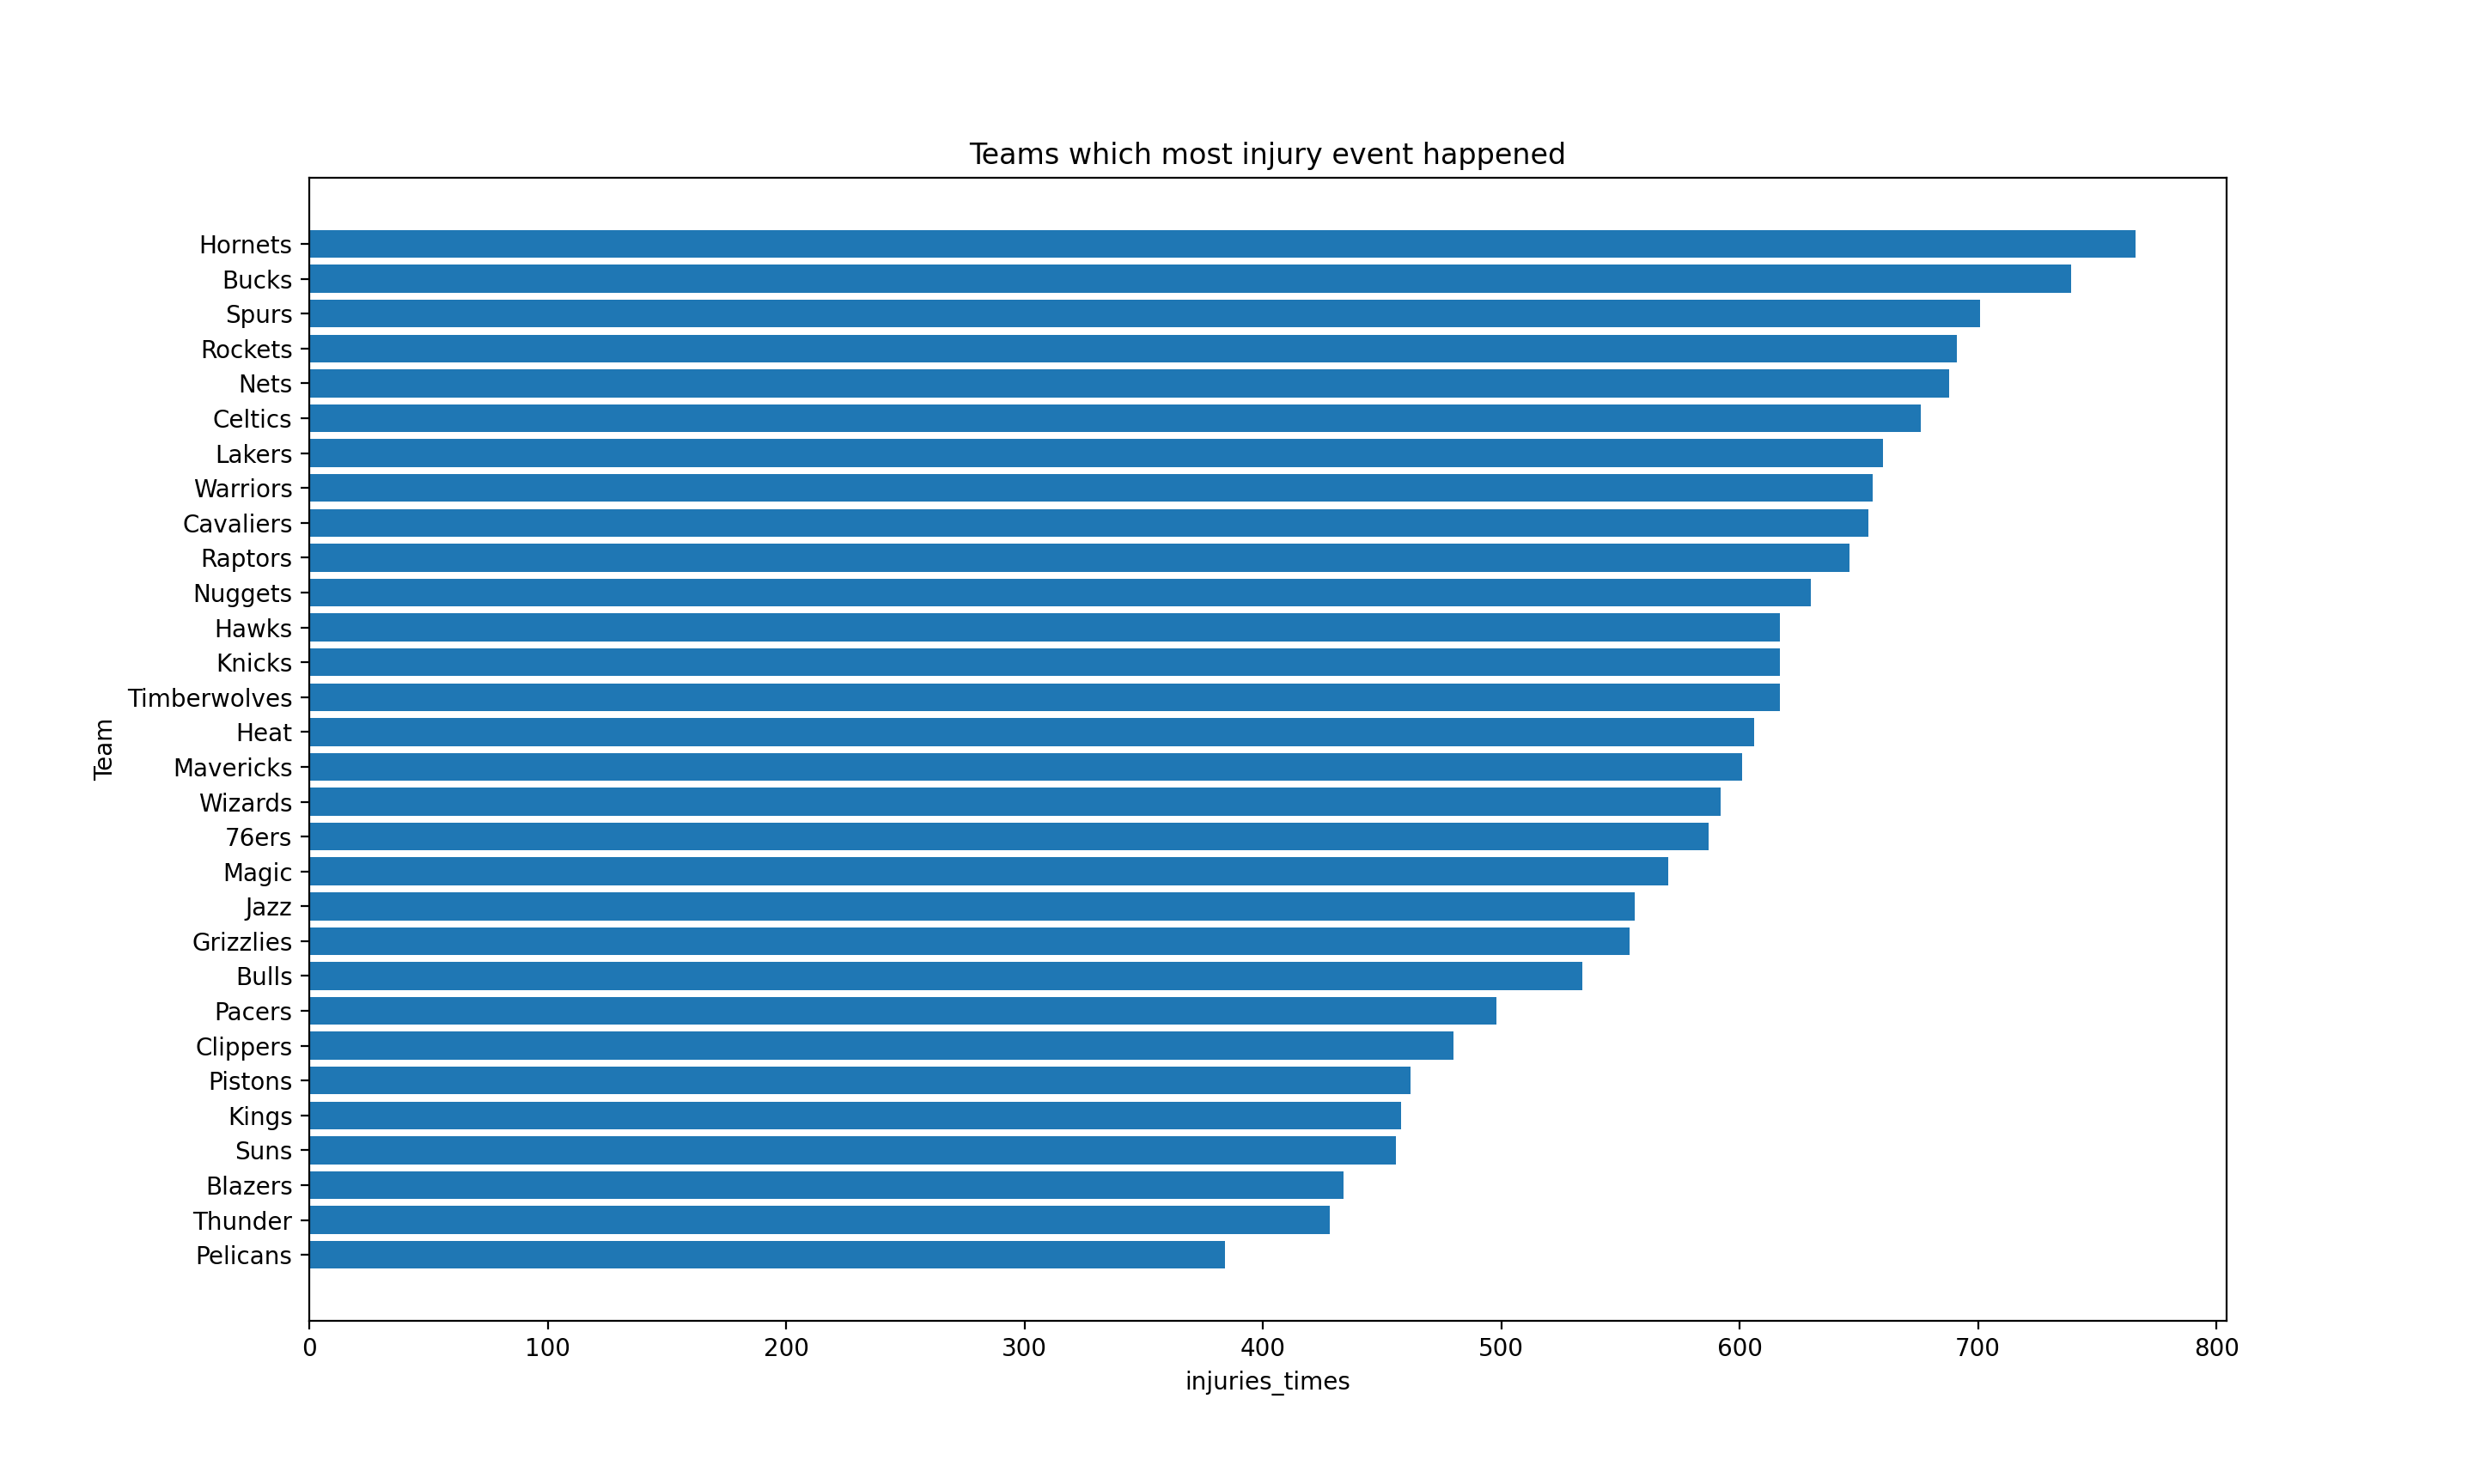 Teams which most injury event happened
Team
Hornets
Bucks
Spurs
Rockets
Nets
Celtics
Lakers
Warriors
Cavaliers
Raptors
Nuggets
Hawks
Knicks
Timberwolves
Heat
Mavericks
Wizards
76ers
Magic
Jazz
Grizzlies
Bulls
Pacers
Clippers
Pistons
Kings
Suns
Blazers
Thunder
Pelicans
0 100 200 300 400 500 600 700 800
injuries_times